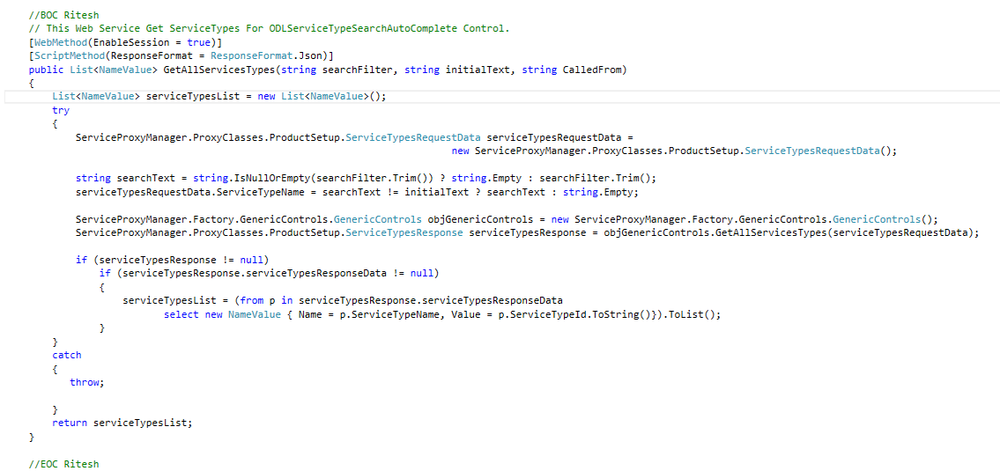 //BOC Ritesh
// This Web Service Get ServiceTypes For ODLServiceTypeSearchAutoComplete Control.
[WebMethod(EnableSession = true)]
[ScriptMethod(ResponseFormat = ResponseFormat.Json)]
public List<NameValue> GetAllServicesTypes(string searchFilter, string initialText, string CalledFrom)
{
    List<NameValue> serviceTypesList = new List<NameValue>();
    try
    {
        ServiceProxyManager.ProxyClasses.ProductSetup.ServiceTypesRequestData serviceTypesRequestData =
                                                                        new ServiceProxyManager.ProxyClasses.ProductSetup.ServiceTypesRequestData();

        string searchText = string.IsNullOrEmpty(searchFilter.Trim()) ? string.Empty : searchFilter.Trim();
        serviceTypesRequestData.ServiceTypeName = searchText != initialText ? searchText : string.Empty;

        ServiceProxyManager.Factory.GenericControls.GenericControls objGenericControls = new ServiceProxyManager.Factory.GenericControls.GenericControls();
        ServiceProxyManager.ProxyClasses.ProductSetup.ServiceTypesResponse serviceTypesResponse = objGenericControls.GetAllServicesTypes(serviceTypesRequestData);

        if (serviceTypesResponse != null)
            if (serviceTypesResponse.serviceTypesResponseData != null)
            {
                serviceTypesList = (from p in serviceTypesResponse.serviceTypesResponseData
                       select new NameValue { Name = p.ServiceTypeName, Value = p.ServiceTypeId.ToString()}).ToList();
            }
    }
    catch
    {
       throw;

    }
    return serviceTypesList;
}

//EOC Ritesh